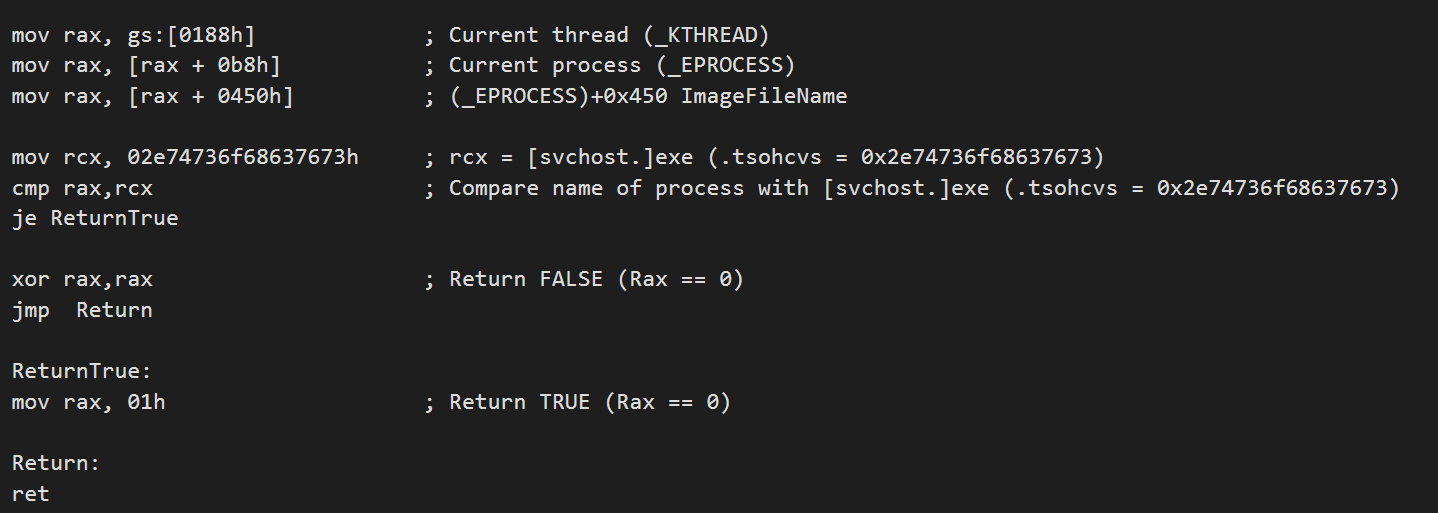 mov rax, gs:[0188h] ; Current thread (_KTHREAD)
mov rax, [rax + 0b8h] ; Current process (_EPROCESS)
mov rax, [rax + 0450h] ; (_EPROCESS)+0x450 ImageFileName
mov rcx, 02e74736f68637673h ; rcx = [svchost.]exe (.tsohcvs = 0x2e74736f68637673)
cmp rax,rcx ; Compare name of process with [svchost.]exe (.tsohcvs = 0x2e74736f68637673)
je ReturnTrue
xor rax,rax ; Return FALSE (Rax == 0)
jmp  Return
ReturnTrue:
mov rax, 01h ; Return TRUE (Rax == 0)
Return:
ret